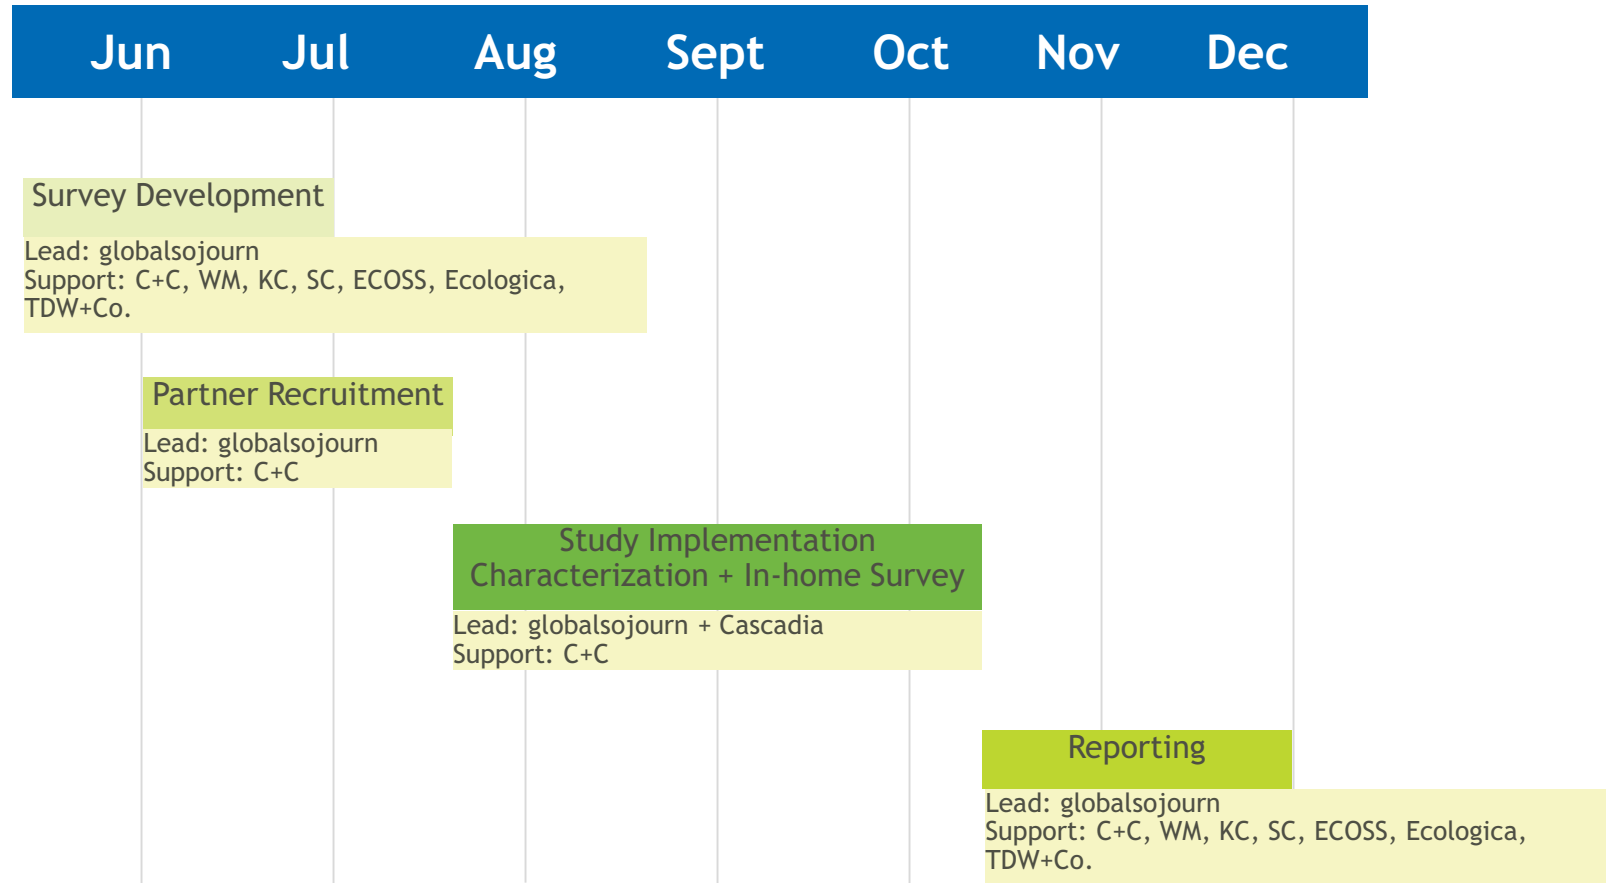 Jun Jul Aug Sept Oct Nov Dec
Survey Development
Lead: globalsojourn
Support: C+C, WM, KC, SC, ECOSS, Ecologica,
TDW+Co.
Partner Recruitment
Lead: globalsojourn
Support: C+C
Study Implementation
Characterization + In-home Survey
Lead: globalsojourn + Cascadia
Support: C+C
Reporting
Lead: globalsojourn
Support: C+C, WM, KC, SC, ECOSS, Ecologica,
TDW+Co.